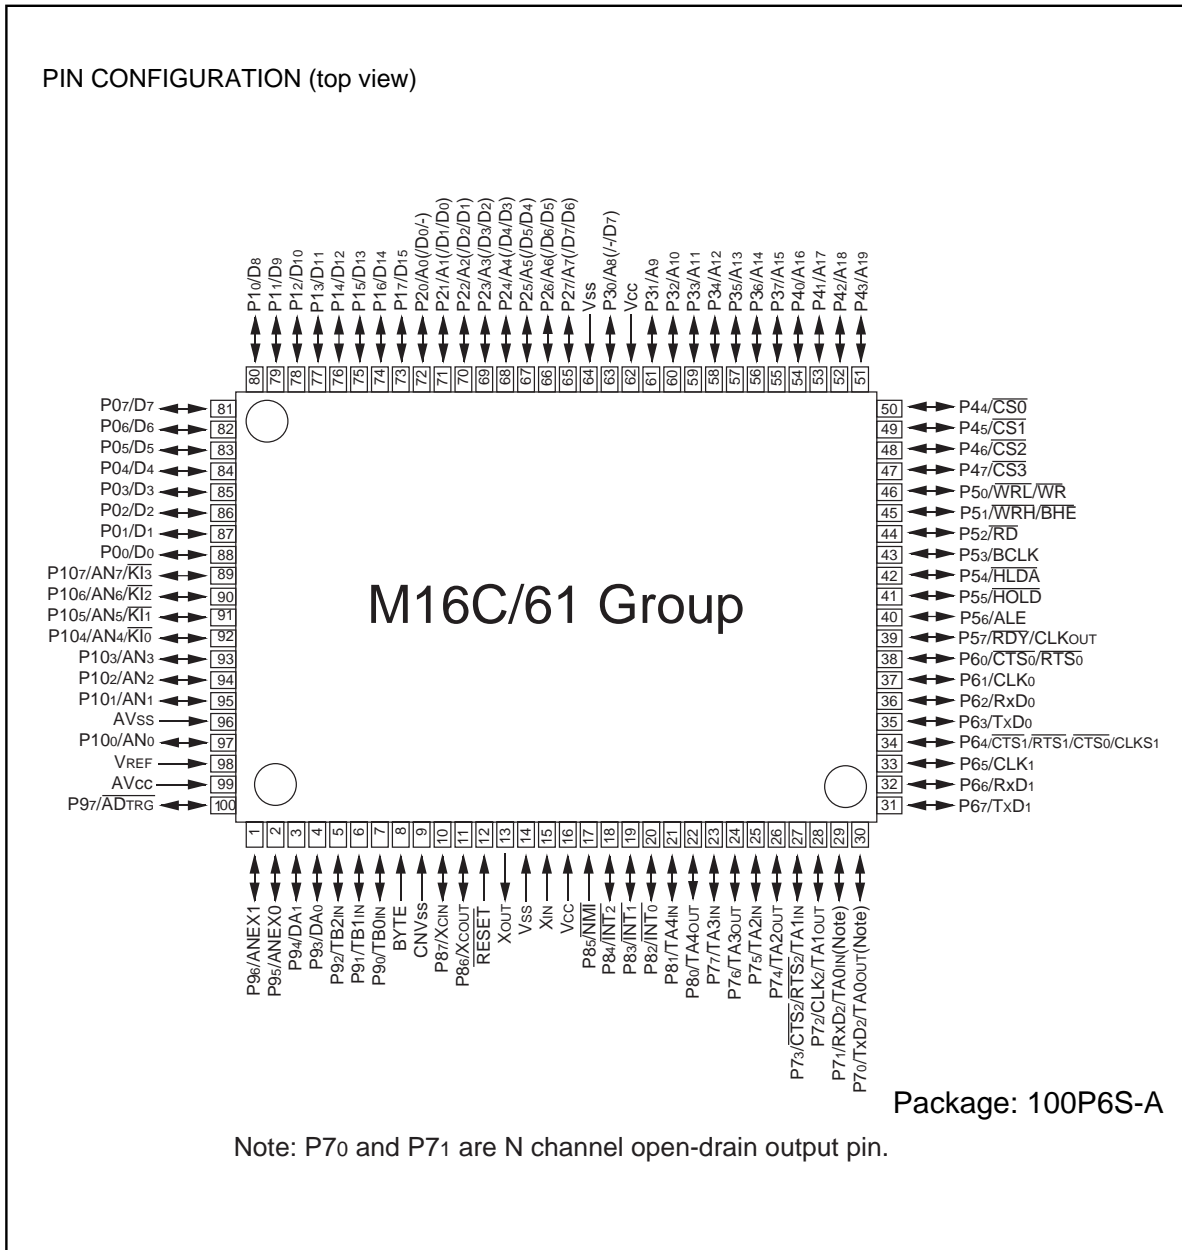 PIN CONFIGURATION (top view)
P10/D8
P11/D9
P12/D10
P13/D11
P14/D12
P15/D13
P16/D14
P17/D15
P20/A0(/D0/-)
P21/A1(/D1/D0)
P22/A2(/D2/D1)
P23/A3(/D3/D2)
P24/A4(/D4/D3)
P25/A5(/D5/D4)
P26/A6(/D6/D5)
P27/A7(/D7/D6)
Vss
P30/A8(/-/D7)
Vcc
P31/A9
P32/A10
P33/A11
P34/A12
P35/A13
P36/A14
P37/A15
P40/A16
P41/A17
P42/A18
P43/A19
80 79 78 77 76 75 74 73 72 71 70 69 68 67 66 65 64 63 62 61 60 59 58 57 56 55 54 53 52 51
P07/D7 81
P06/D6 82
P05/D5 83
P04/D4 84
P03/D3 85
P02/D2 86
P01/D1 87
P00/D0 88
P107/AN7/KI3 89
P106/AN6/KI2 90
P105/AN5/KI1 91
P104/AN4/KI0 92
P103/AN3 93
P102/AN2 94
P101/AN1 95
AVSS 96
P100/AN0 97
VREF 98
AVcc 99
P97/ADTRG 100
M16C/61 Group
50 P44/CS0
49 P45/CS1
48 P46/CS2
47 P47/CS3
46 P50/WRL/WR
45 P51/WRH/BHE
44 P52/RD
43 P53/BCLK
42 P54/HLDA
41 P55/HOLD
40 P56/ALE
39 P57/RDY/CLKOUT
38 P60/CTS0/RTS0
37 P61/CLK0
36 P62/RxD0
35 P63/TXD0
34 P64/CTS1/RTS1/CTS0/CLKS1
33 P65/CLK1
32 P66/RxD1
31 P67/TXD1
1 2 3 4 5 6 7 8 9 10 11 12 13 14 15 16 17 18 19 20 21 22 23 24 25 26 27 28 29 30
P96/ANEX1
P95/ANEX0
P94/DA1
P93/DA0
P92/TB2IN
P91/TB1IN
P90/TB0IN
BYTE
CNVss
P87/XCIN
P86/XCOUT
RESET
XOUT
VSS
XIN
VCC
P85/NMI
P84/INT2
P83/INT1
P82/INT0
P81/TA4IN
P80/TA4OUT
P77/TA3IN
P76/TA3OUT
P75/TA2IN
P74/TA2OUT
P73/CTS2/RTS2/TA1IN
P72/CLK2/TA1OUT
P71/RxD2/TA0IN(Note)
P70/TxD2/TA0OUT(Note)
Package: 100P6S-A
Note: P70 and P71 are N channel open-drain output pin.